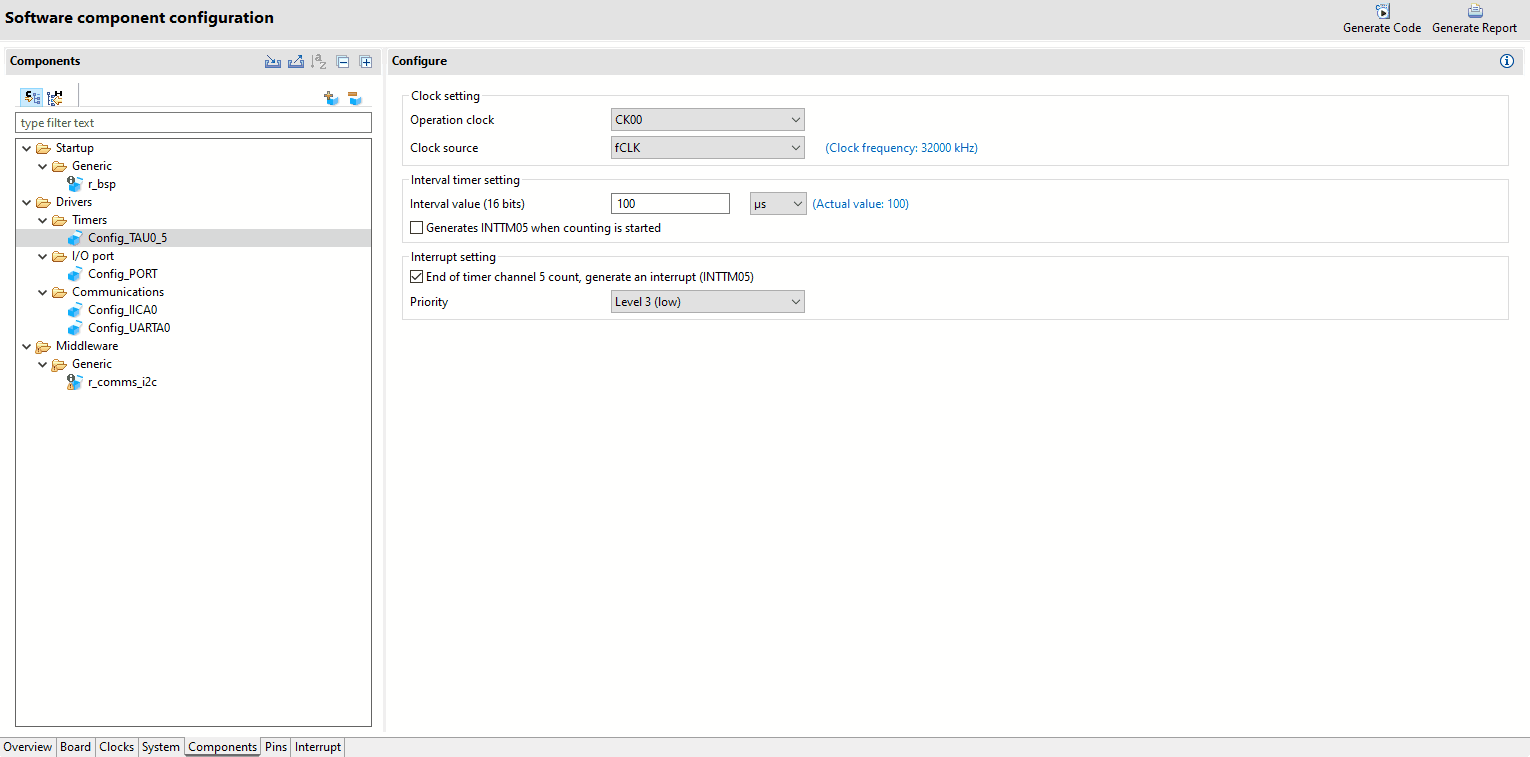 Software component configuration
Generate Code Generate Report
Components
type filter text
Startup
Generic
r_bsp
Drivers
Timers
Config_TAU0_5
I/O port
Config_PORT
Communications
Config_IICA0
Config_UARTA0
Middleware
Generic
r_comms_i2c
Configure
Clock setting
Operation clock CK00
Clock source fCLK (Clock frequency: 32000 kHz)
Interval timer setting
Interval value (16 bits) 100 µs (Actual value: 100)
Generates INTTM05 when counting is started
Interrupt setting
End of timer channel 5 count, generate an interrupt (INTTM05)
Priority Level 3 (low)
Overview Board Clocks System Components Pins Interrupt